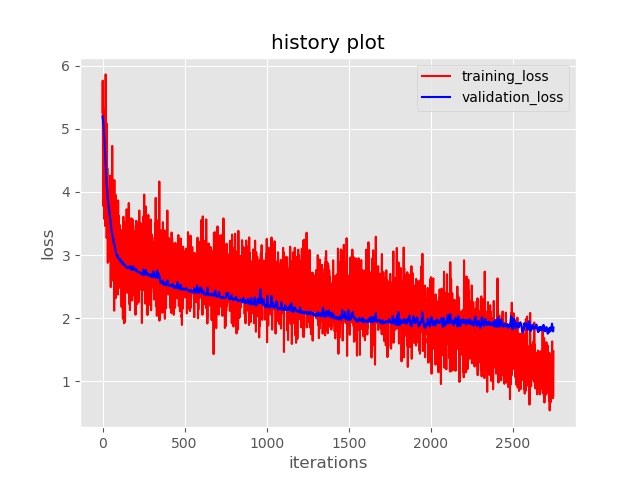 history plot
training_loss
validation_loss
6
5
4
3
2
1
loss
0 500 1000 1500 2000 2500
iterations